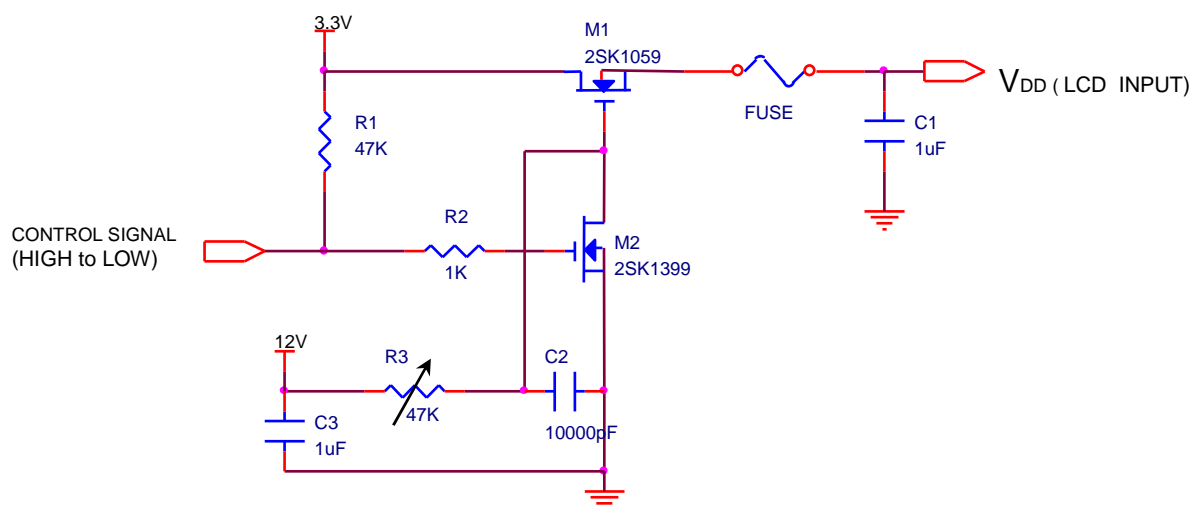 3.3V
M1
2SK1059
FUSE
VDD ( LCD INPUT)
R1
47K
C1
1uF
CONTROL SIGNAL
(HIGH to LOW)
R2
1K
M2
2SK1399
12V
R3
47K
C2
10000pF
C3
1uF